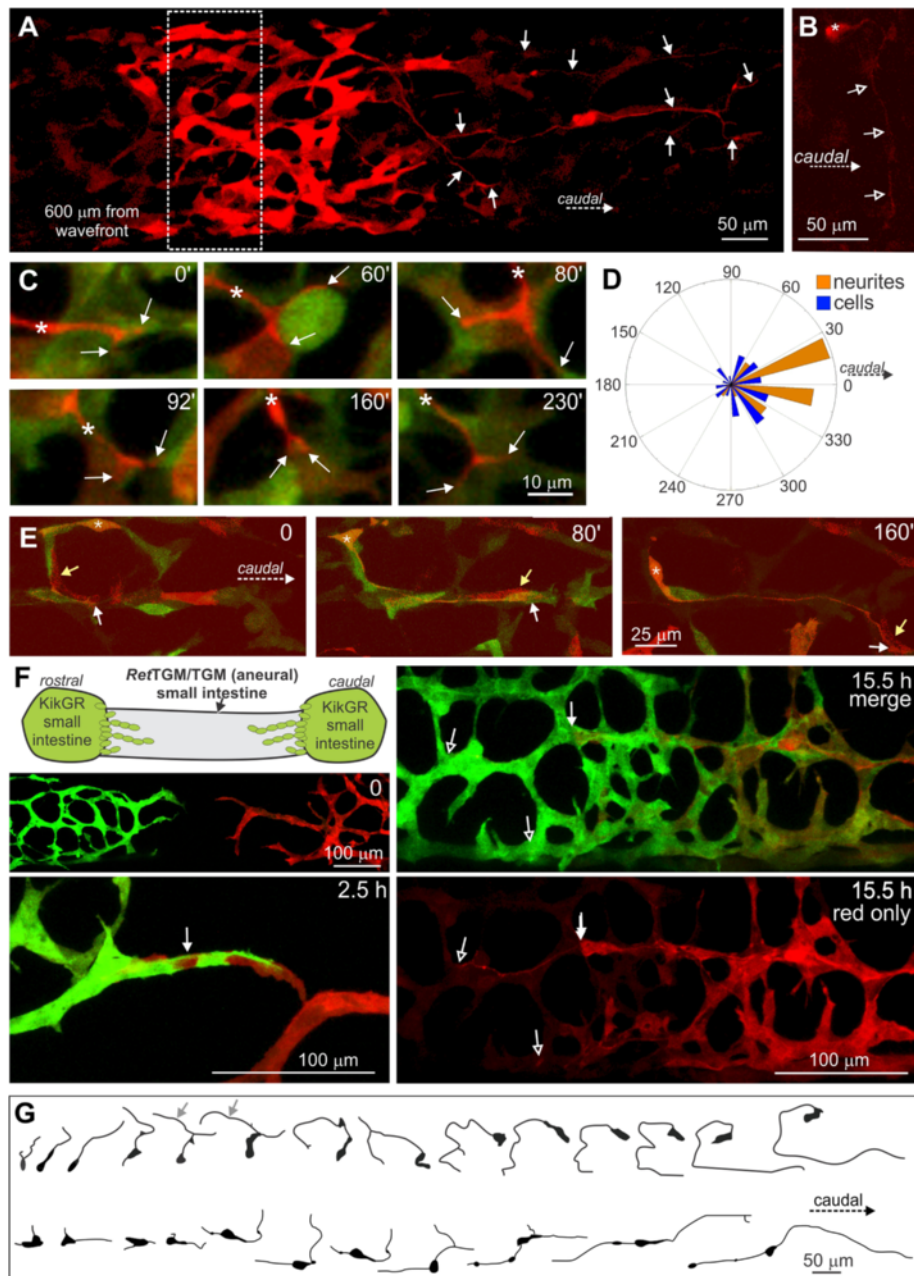 A
600 μm from
wavefront
caudal
50 μm
B
*
caudal
50 μm
C
0'
*
60'
*
80'
*
92'
*
160'
*
230'
*
10 μm
D
neurites
cells
90
60
30
0
330
300
270
240
210
180
150
120
caudal
E
0
*
caudal
80'
*
160'
*
25 μm
F
RetTGM/TGM (aneural)
small intestine
rostral
KikGR
small
intestine
caudal
KikGR
small
intestine
0
100 μm
2.5 h
100 μm
15.5 h
merge
15.5 h
red only
100 μm
G
caudal
50 μm